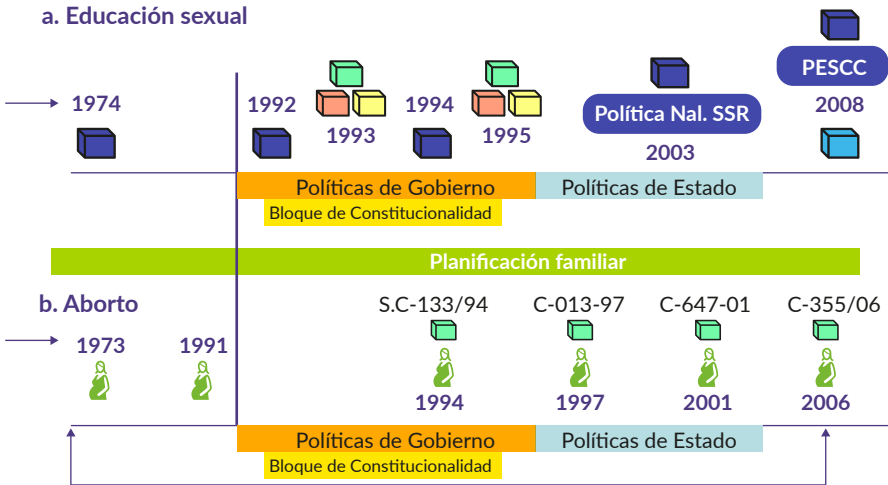 a. Educación sexual
PESCC
1974
1992
1994
Política Nal. SSR
2008
1993
1995
2003
Políticas de Gobierno
Políticas de Estado
Bloque de Constitucionalidad
Planificación familiar
b. Aborto
S.C-133/94
C-013-97
C-647-01
C-355/06
1973
1991
1994
1997
2001
2006
Políticas de Gobierno
Políticas de Estado
Bloque de Constitucionalidad